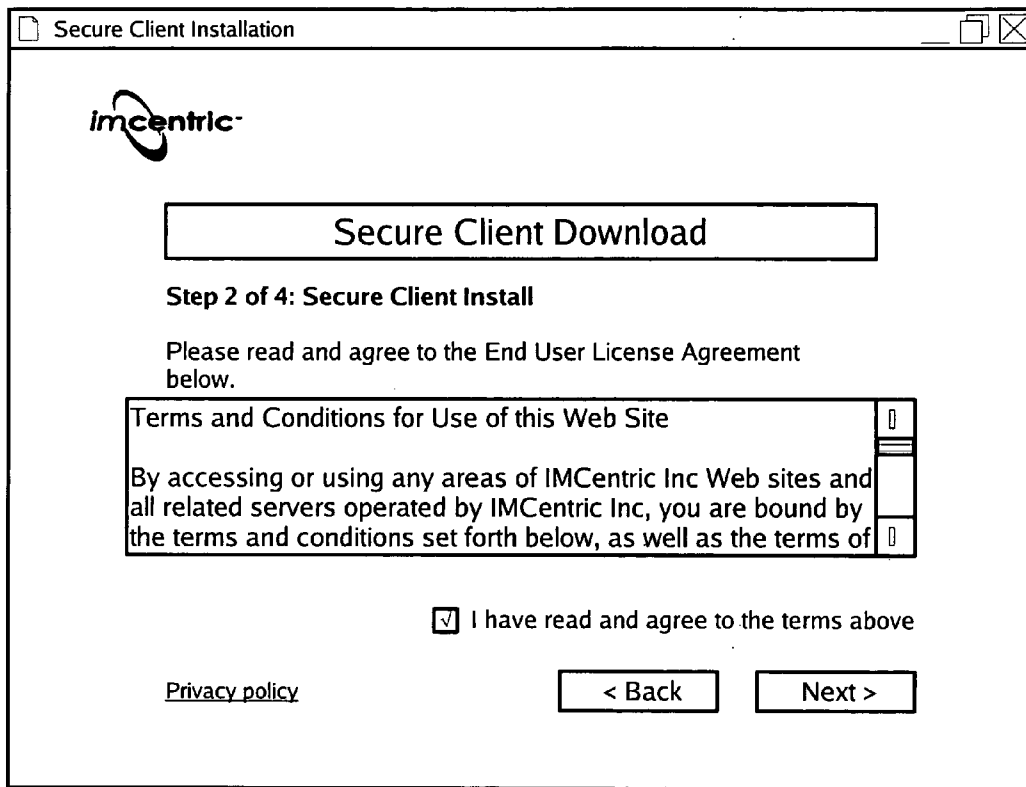 Secure Client Installation
imcentric
Secure Client Download
Step 2 of 4: Secure Client Install
Please read and agree to the End User License Agreement
below.
Terms and Conditions for Use of this Web Site
By accessing or using any areas of IMCentric Inc Web sites and
all related servers operated by IMCentric Inc, you are bound by
the terms and conditions set forth below, as well as the terms of
√ I have read and agree to the terms above
Privacy policy
< Back
Next >